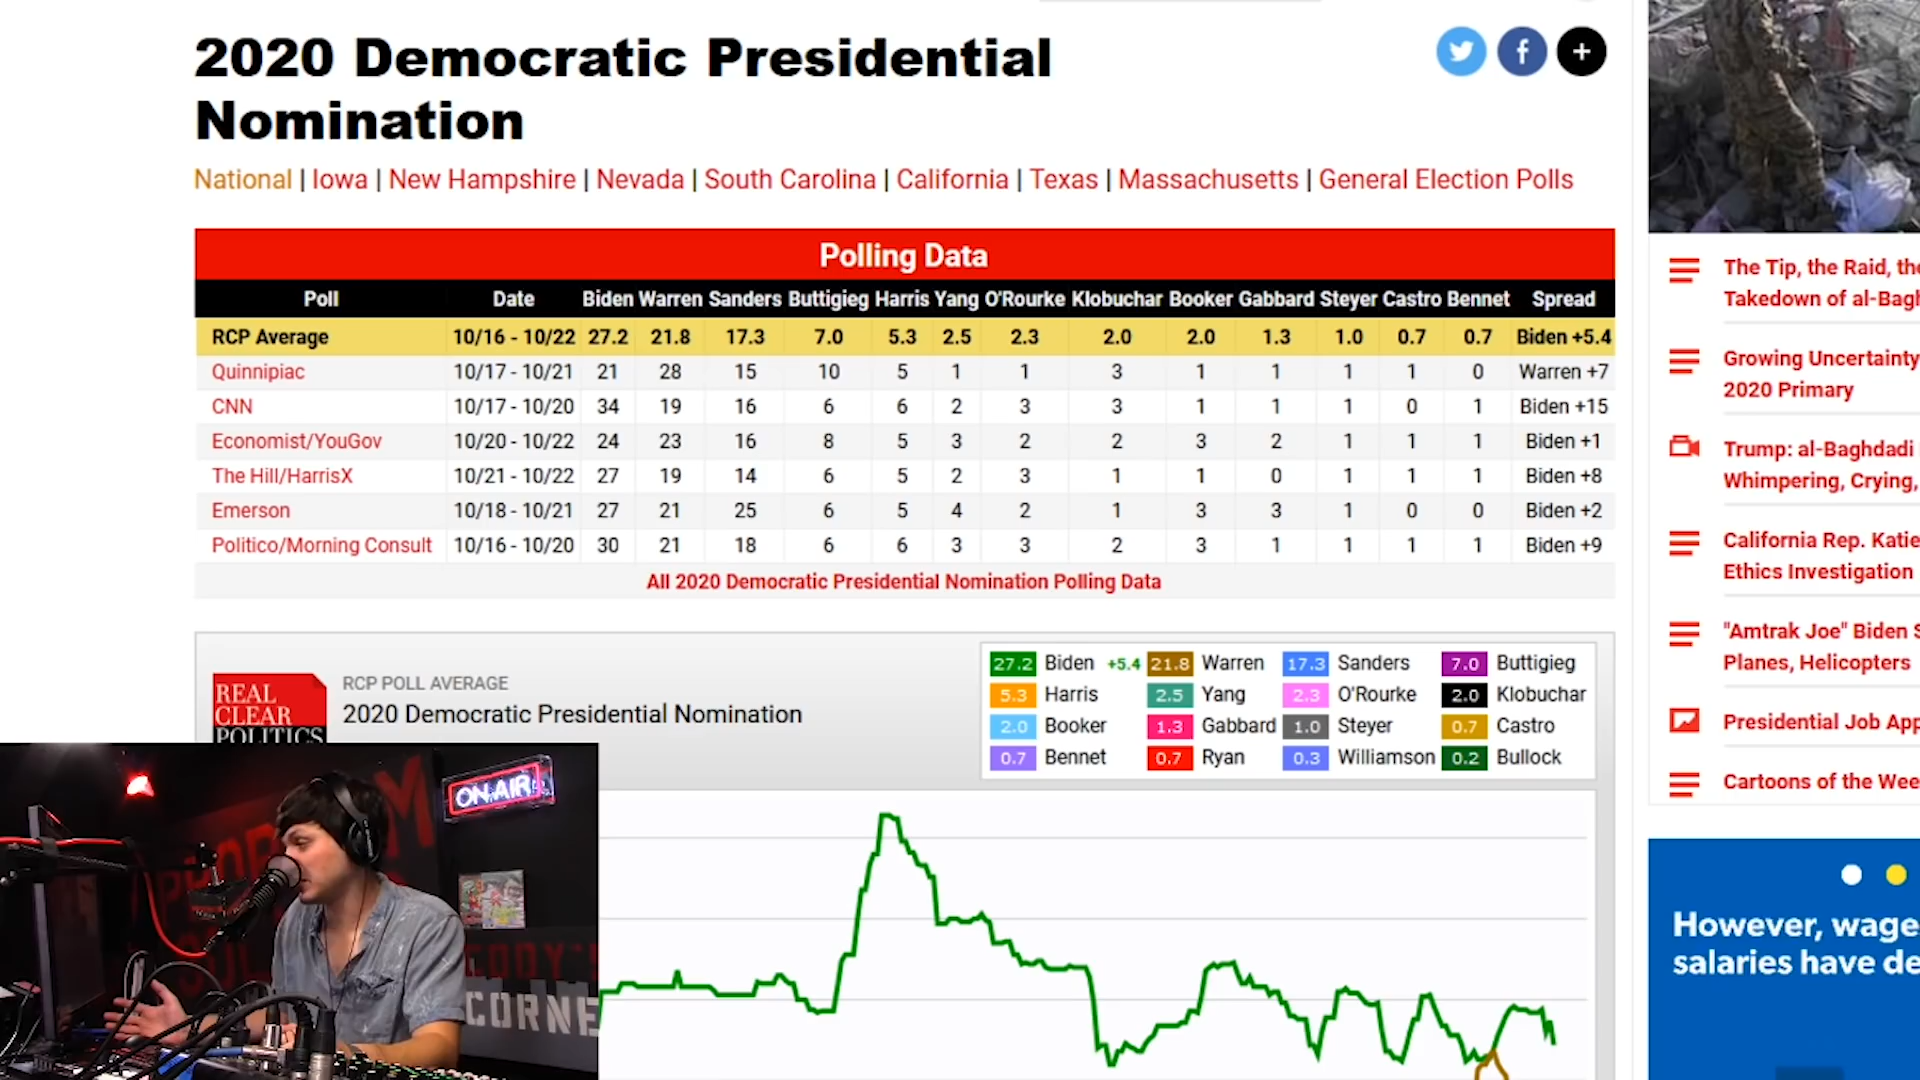 2020 Democratic Presidential
Nomination
National | Iowa | New Hampshire | Nevada | South Carolina | California | Texas | Massachusetts | General Election Polls
Polling Data
Poll Date Biden Warren Sanders Buttigieg Harris Yang O'Rourke Klobuchar Booker Gabbard Steyer Castro Bennet Spread
RCP Average 10/16 - 10/22 27.2 21.8 17.3 7.0 5.3 2.5 2.3 2.0 2.0 1.3 1.0 0.7 0.7 Biden +5.4
Quinnipiac 10/17 - 10/21 21 28 15 10 5 1 1 3 1 1 1 1 0 Warren +7
CNN 10/17 - 10/20 34 19 16 6 6 2 3 3 1 1 1 0 1 Biden +15
Economist/YouGov 10/20 - 10/22 24 23 16 8 5 3 2 2 3 2 1 1 1 Biden +1
The Hill/HarrisX 10/21 - 10/22 27 19 14 6 5 2 3 1 1 0 1 1 1 Biden +8
Emerson 10/18 - 10/21 27 21 25 6 5 4 2 1 3 3 1 0 0 Biden +2
Politico/Morning Consult 10/16 - 10/20 30 21 18 6 6 3 3 2 3 1 1 1 1 Biden +9
All 2020 Democratic Presidential Nomination Polling Data
REAL
CLEAR
POLITICS
RCP POLL AVERAGE
2020 Democratic Presidential Nomination
27.2 Biden +5.4 21.8 Warren 17.3 Sanders 7.0 Buttigieg
5.3 Harris 2.5 Yang 2.3 O'Rourke 2.0 Klobuchar
2.0 Booker 1.3 Gabbard 1.0 Steyer 0.7 Castro
0.7 Bennet 0.7 Ryan 0.3 Williamson 0.2 Bullock
ON AIR
CORNE
The Tip, the Raid, the
Takedown of al-Bagh
Growing Uncertainty
2020 Primary
Trump: al-Baghdadi
Whimpering, Crying,
California Rep. Katie
Ethics Investigation
"Amtrak Joe" Biden S
Planes, Helicopters
Presidential Job App
Cartoons of the Wee
However, wage
salaries have de